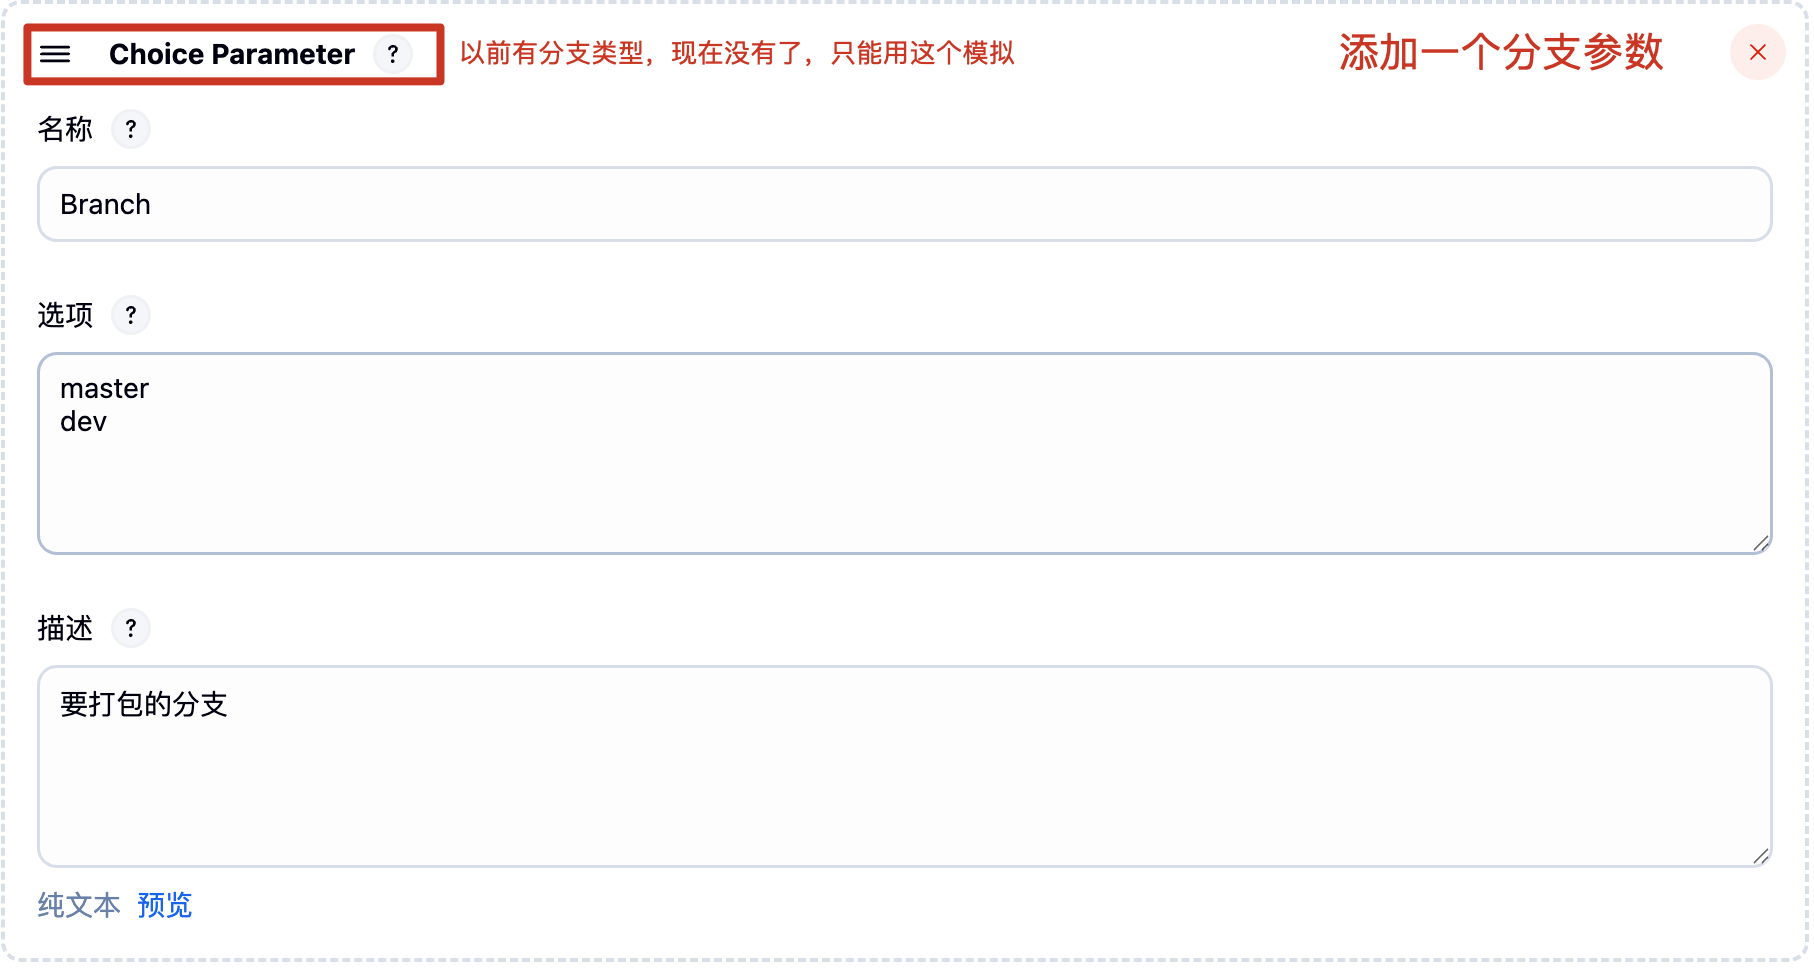 Choice Parameter ? 以前有分支类型，现在没有了，只能用这个模拟 添加一个分支参数
名称 ?
Branch
选项 ?
master
dev
描述 ?
要打包的分支
纯文本 预览